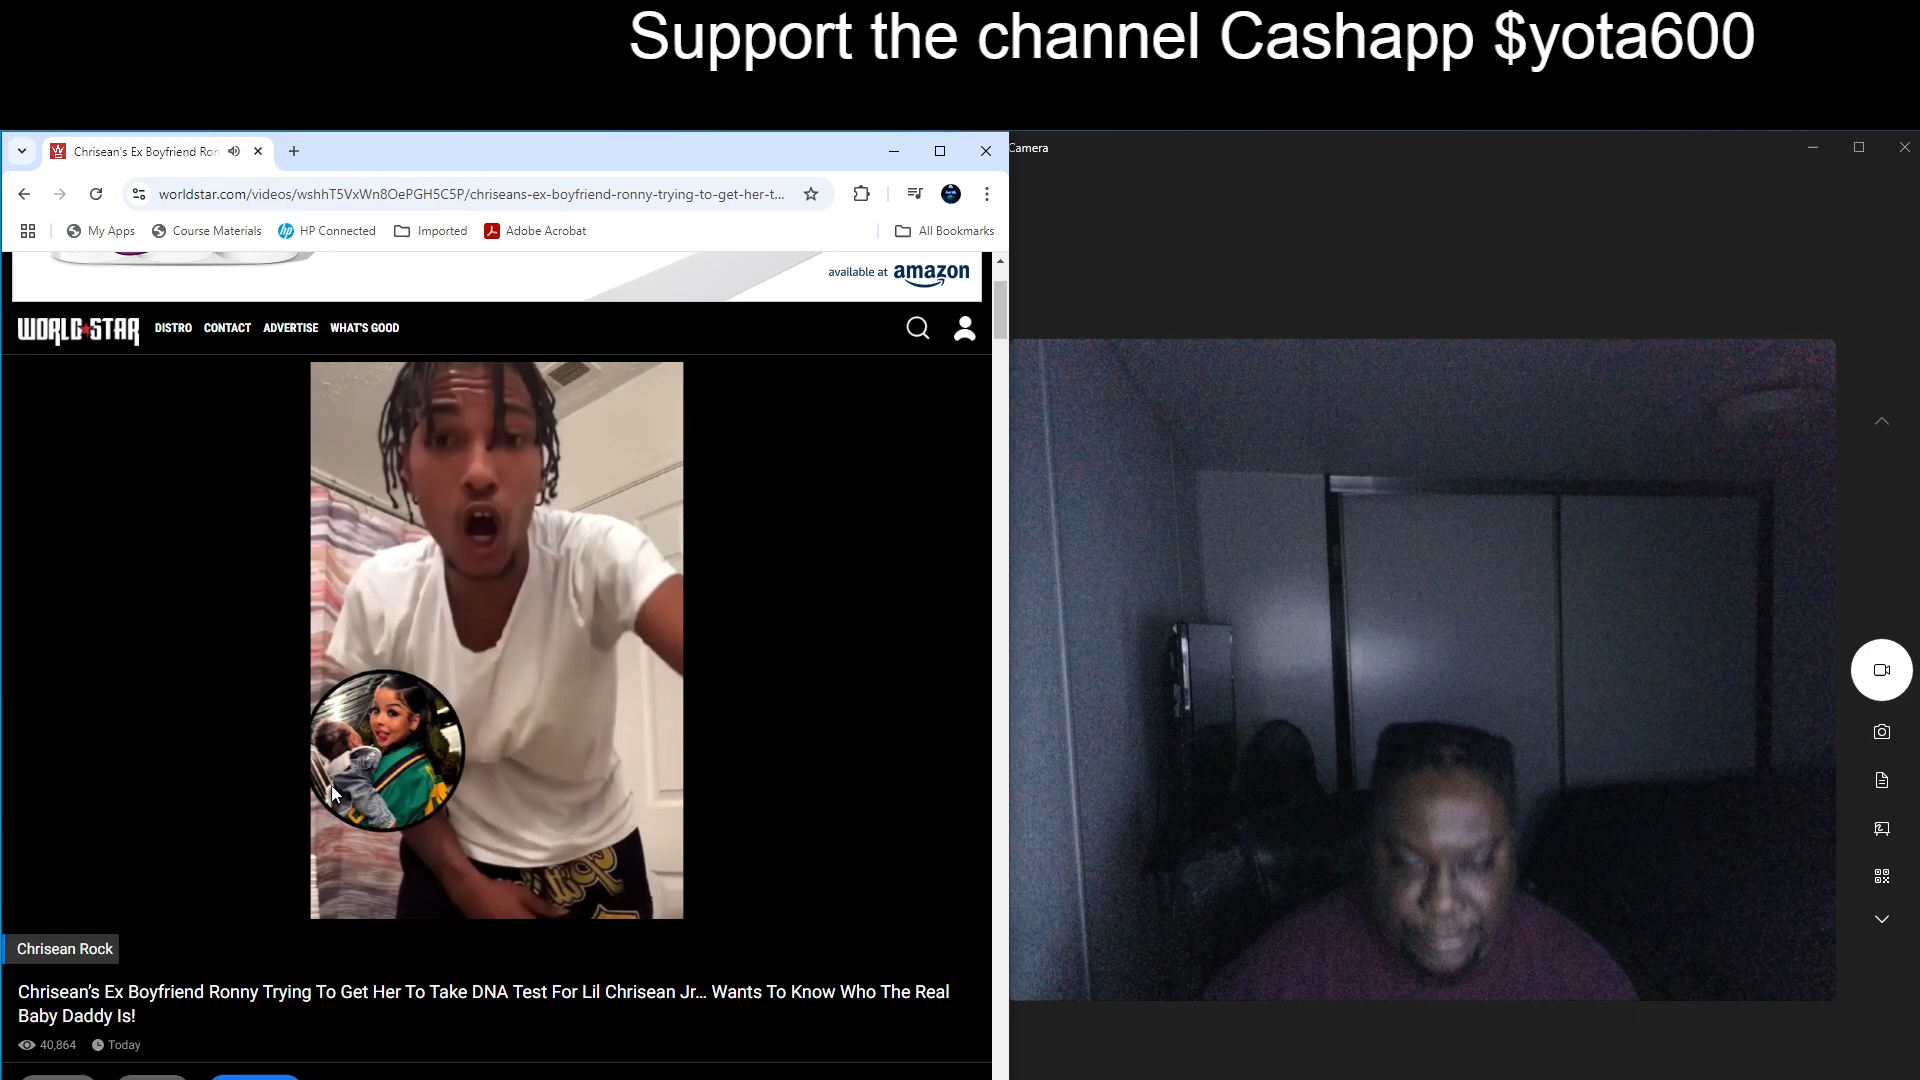 Support the channel Cashapp $yota600
Chrisean's Ex Boyfriend Ron
Camera
worldstar.com/videos/wshhT5VxWn8OePGH5C5P/chriseans-ex-boyfriend-ronny-trying-to-get-her-t...
My Apps
Course Materials
HP Connected
Imported
Adobe Acrobat
All Bookmarks
available at amazon
WORLD STAR
DISTRO
CONTACT
ADVERTISE
WHAT'S GOOD
Chrisean Rock
Chrisean's Ex Boyfriend Ronny Trying To Get Her To Take DNA Test For Lil Chrisean Jr... Wants To Know Who The Real
Baby Daddy Is!
40,864
Today